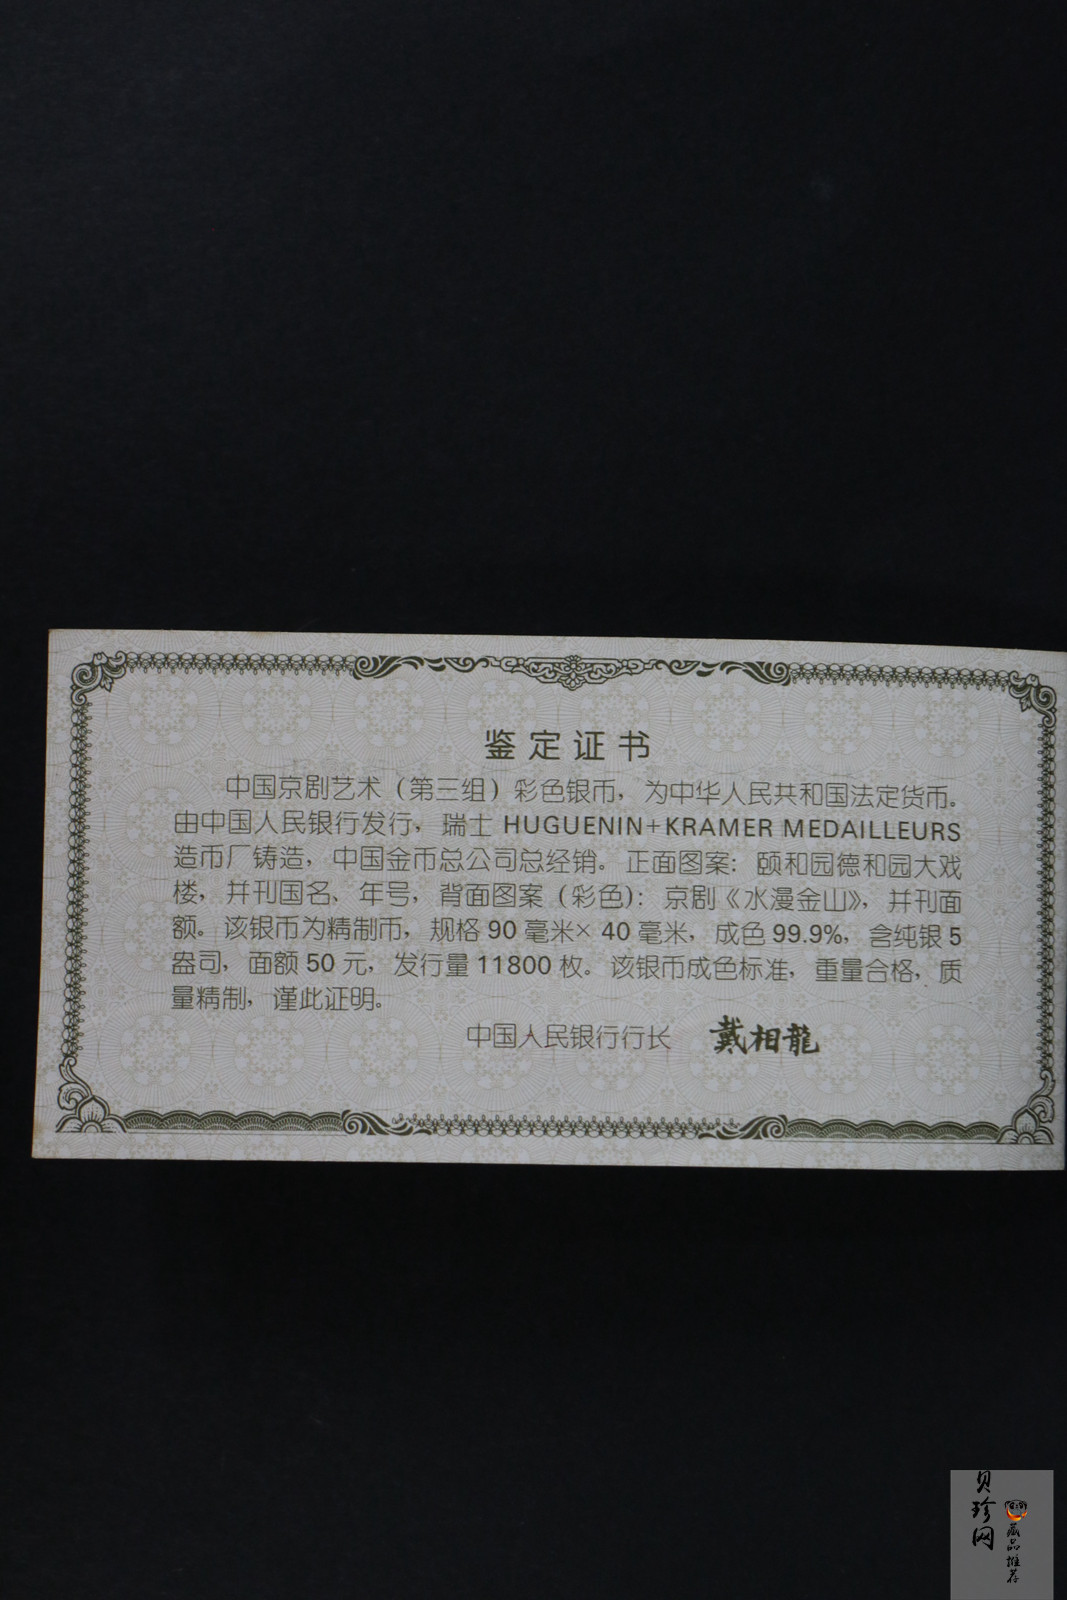 鉴定证书
中国京剧艺术（第三组）彩色银币，为中华人民共和国法定货币。
由中国人民银行发行，瑞士 HUGUENIN+KRAMER MEDAILLEURS
造币厂铸造，中国金币总公司总经销。正面图案：颐和园德和园大戏
楼，并刊国名、年号，背面图案（彩色）：京剧《水漫金山》，并刊面
额。该银币为精制币，规格 90 毫米× 40 毫米，成色 99.9%，含纯银 5
盎司，面额 50 元，发行量 11800 枚。该银币成色标准，重量合格，质
量精制，谨此证明。
中国人民银行行长 戴相龍
贝珍网
藏品推荐